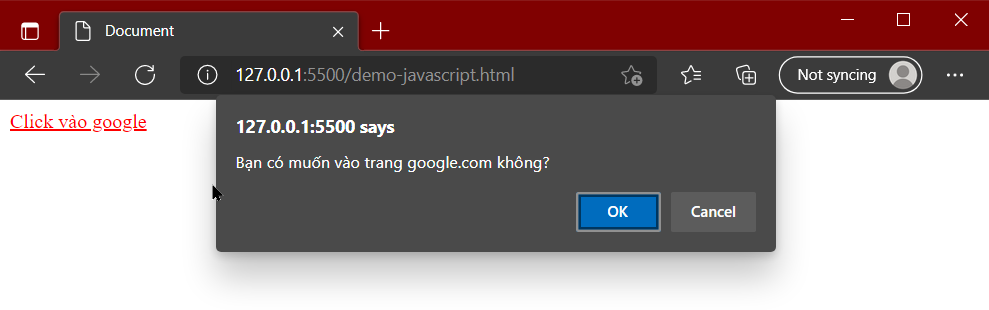 Document
127.0.0.1:5500/demo-javascript.html
Not syncing
Click vào google
127.0.0.1:5500 says
Bạn có muốn vào trang google.com không?
OK
Cancel